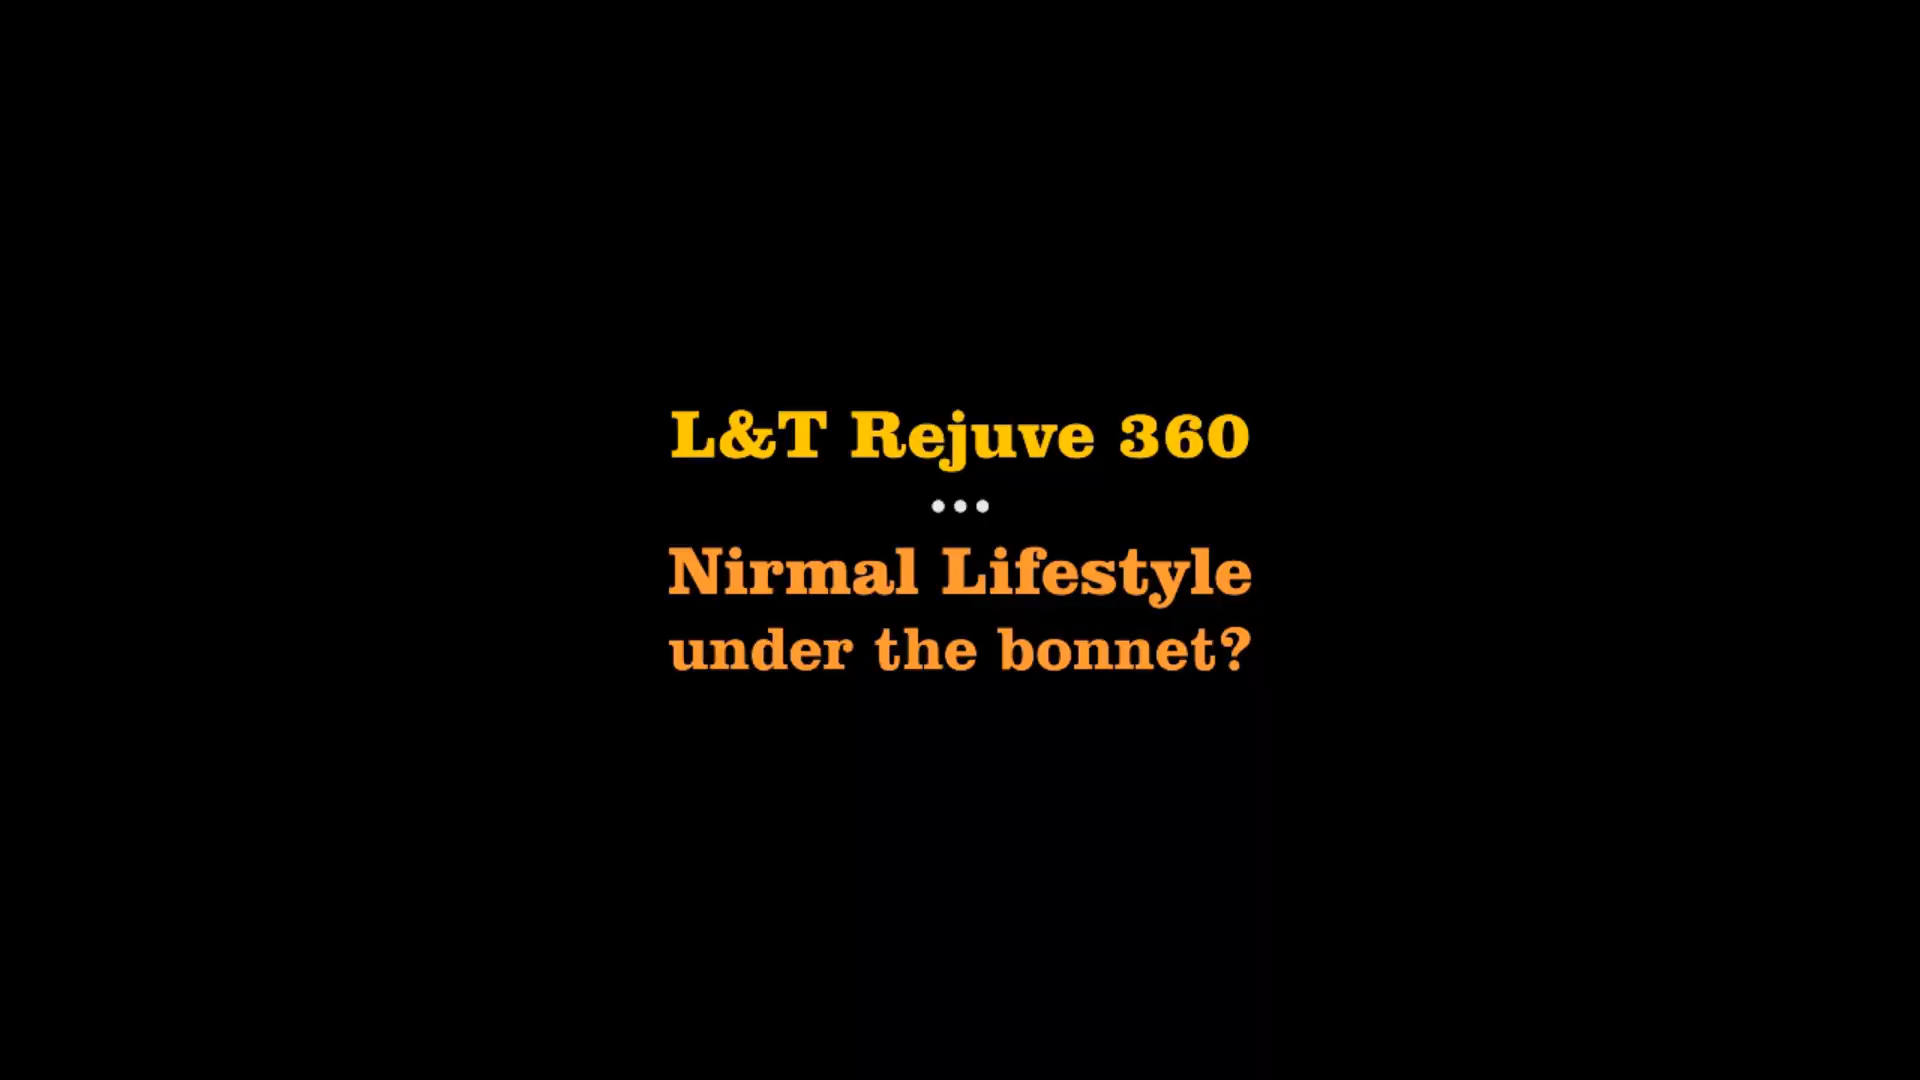 L&T Rejuve 360
•••
Nirmal Lifestyle
under the bonnet?